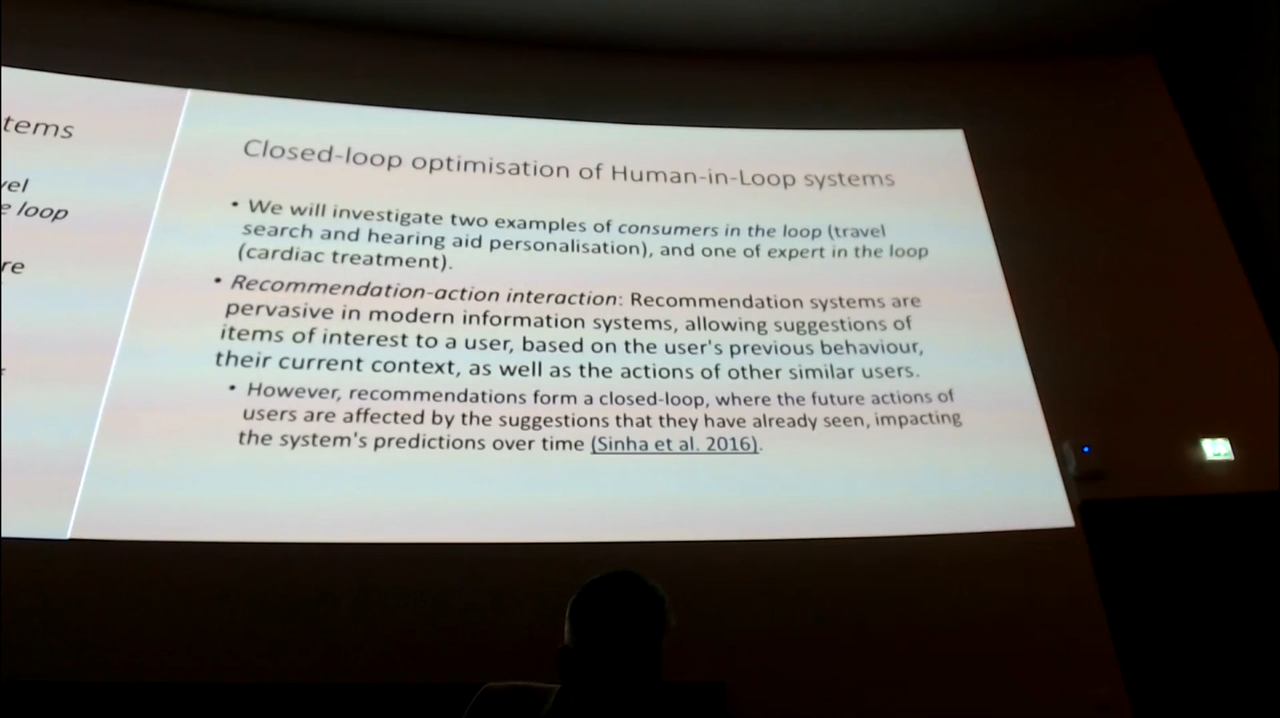 tems
vel
e loop
re
Closed-loop optimisation of Human-in-Loop systems
• We will investigate two examples of consumers in the loop (travel
search and hearing aid personalisation), and one of expert in the loop
(cardiac treatment).
• Recommendation-action interaction: Recommendation systems are
pervasive in modern information systems, allowing suggestions of
items of interest to a user, based on the user's previous behaviour,
their current context, as well as the actions of other similar users.
• However, recommendations form a closed-loop, where the future actions of
users are affected by the suggestions that they have already seen, impacting
the system's predictions over time (Sinha et al. 2016).